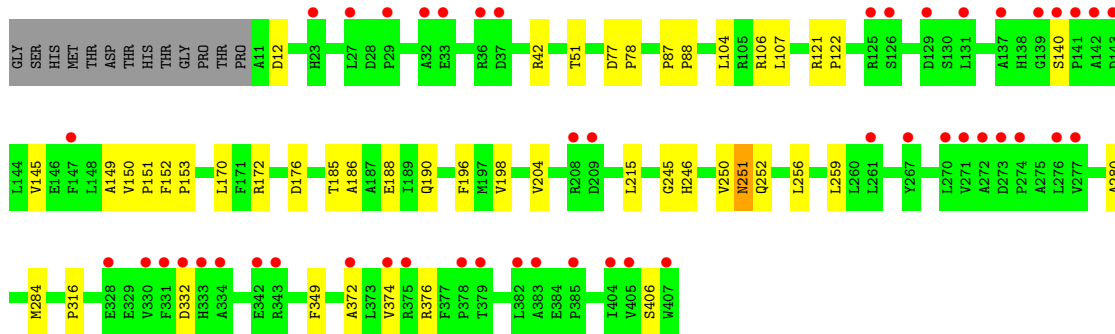 GLY SER HIS MET THR ASP THR HIS THR GLY PRO THR THR PRO A11 D12 H23 L27 D28 P29 A32 E33 R36 D37 R42 T51 D77 P78 P87 P88 L104 R105 R106 L107 R121 P122 R125 S126 D129 S130 L131 A137 H138 G139 S140 P141 A142 D143
L144 V145 E146 F147 L148 A149 V150 P151 F152 P153 L170 F171 R172 D176 T185 A186 A187 E188 I189 Q190 F196 M197 V198 V204 R208 D209 L215 G245 H246 V250 N251 Q252 L256 L259 L260 L261 V267 L270 V271 A272 D273 P274 A275 L276 V277 A280
M284 P316 E328 E329 V330 F331 D332 H333 A334 E342 R343 F349 A372 L373 V374 R375 R376 F377 P378 T379 L382 A383 E384 P385 I404 V405 S406 W407